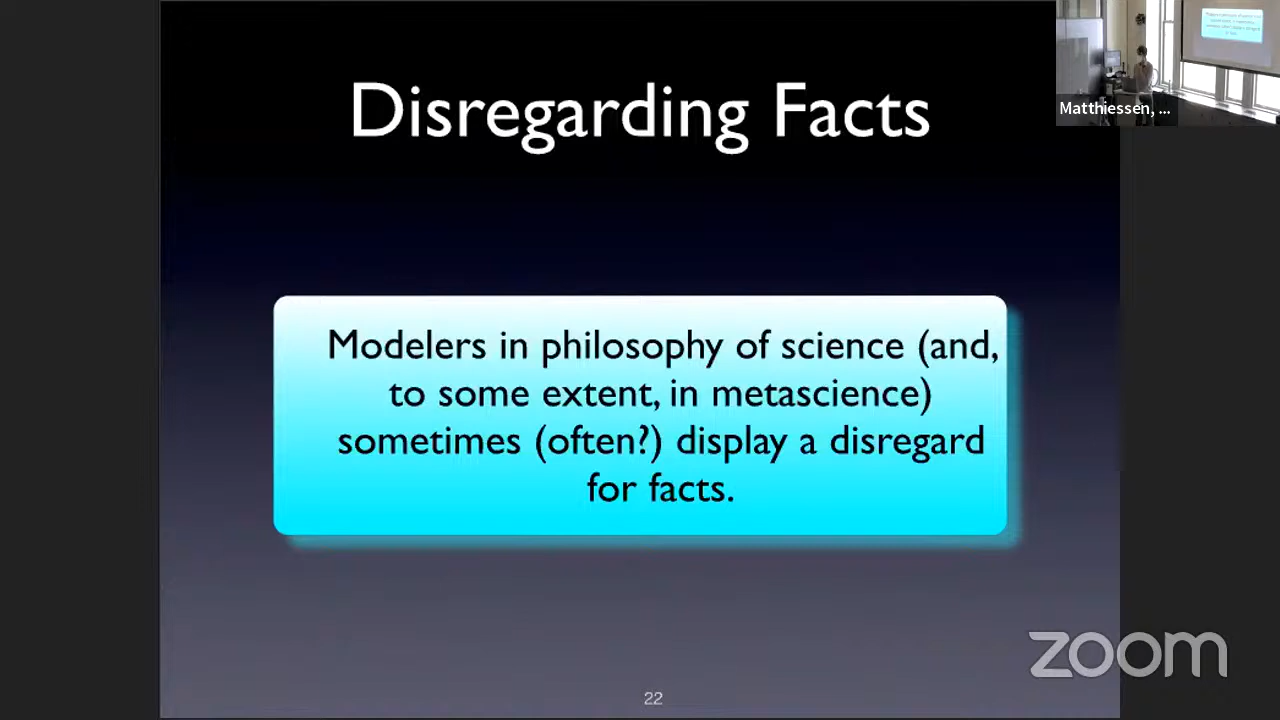 Disregarding Facts
Matthiessen, ...
Modelers in philosophy of science (and,
to some extent, in metascience)
sometimes (often?) display a disregard
for facts.
zoom
22